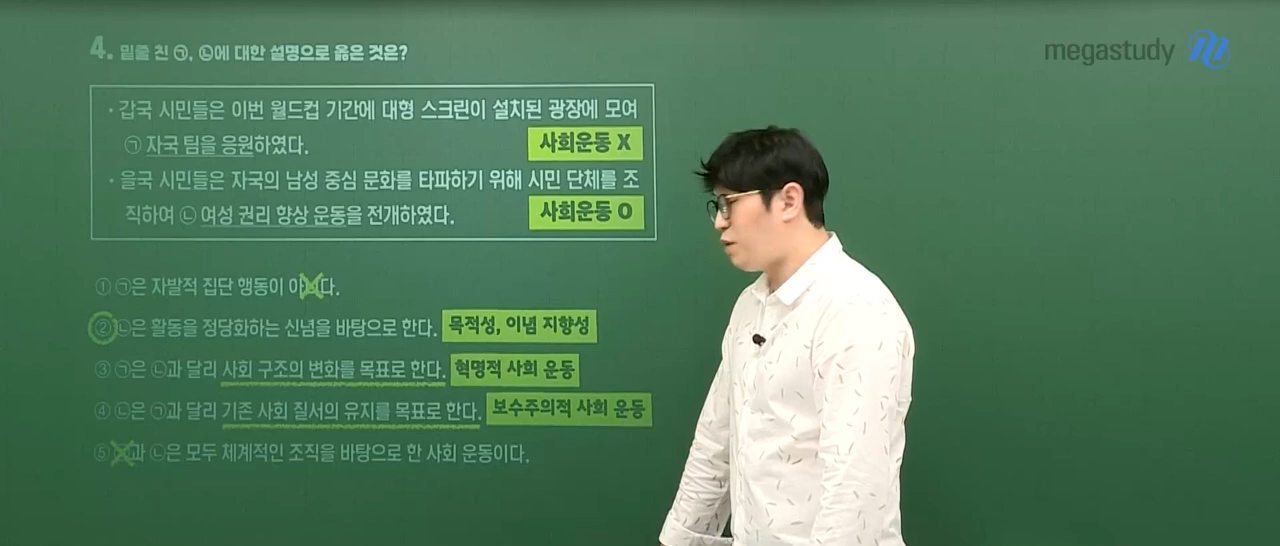 4. 밑줄 친 ㉠, ㉡에 대한 설명으로 옳은 것은?
megastudy
· 갑국 시민들은 이번 월드컵 기간에 대형 스크린이 설치된 광장에 모여
㉠ 자국 팀을 응원하였다. 사회운동 X
· 을국 시민들은 자국의 남성 중심 문화를 타파하기 위해 시민 단체를 조
직하여 ㉡ 여성 권리 향상 운동을 전개하였다. 사회운동 O
① ㉠은 자발적 집단 행동이 아니다.
② ㉡은 활동을 정당화하는 신념을 바탕으로 한다. 목적성, 이념 지향성
③ ㉠은 ㉡과 달리 사회 구조의 변화를 목표로 한다. 혁명적 사회 운동
④ ㉡은 ㉠과 달리 기존 사회 질서의 유지를 목표로 한다. 보수주의적 사회 운동
⑤ ㉠과 ㉡은 모두 체계적인 조직을 바탕으로 한 사회 운동이다.